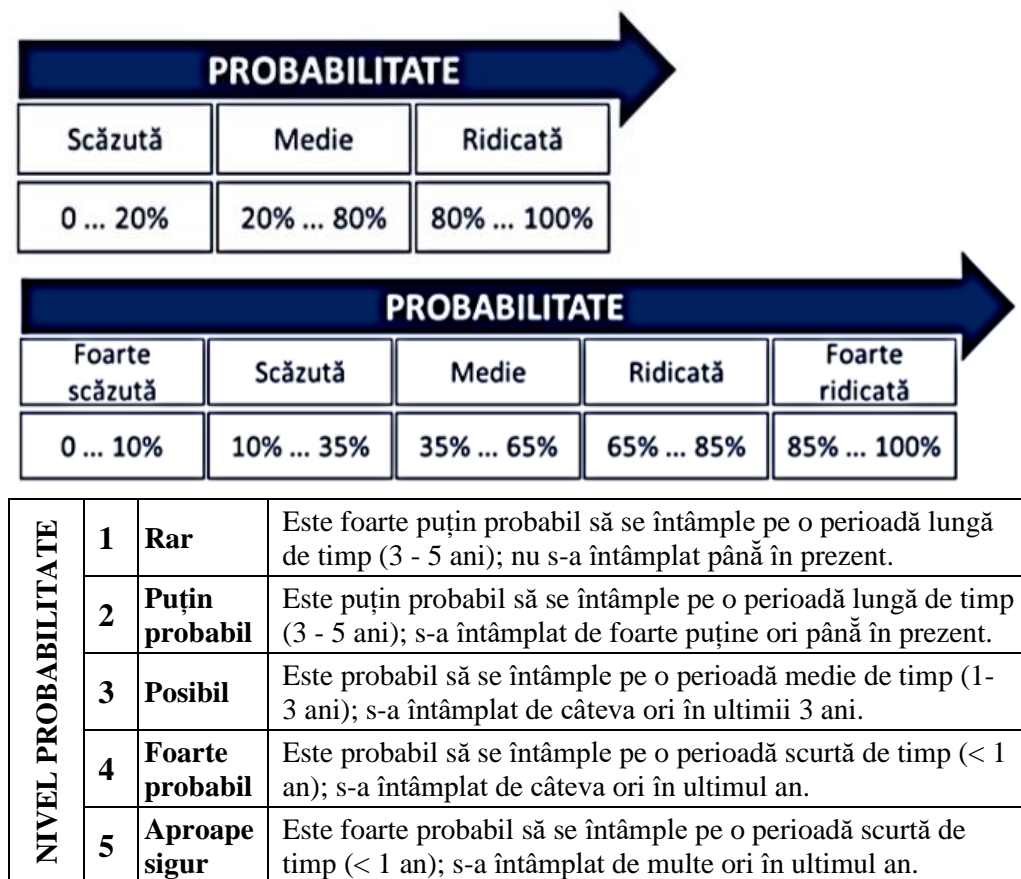 PROBABILITATE
Scăzută Medie Ridicată
0 ... 20% 20% ... 80% 80% ... 100%
PROBABILITATE
Foarte scăzută Scăzută Medie Ridicată Foarte ridicată
0 ... 10% 10% ... 35% 35% ... 65% 65% ... 85% 85% ... 100%
NIVEL PROBABILITATE
1 Rar Este foarte puțin probabil să se întâmple pe o perioadă lungă
de timp (3 - 5 ani); nu s-a întâmplat până în prezent.
2 Puțin probabil Este puțin probabil să se întâmple pe o perioadă lungă de timp
(3 - 5 ani); s-a întâmplat de foarte puține ori până în prezent.
3 Posibil Este probabil să se întâmple pe o perioadă medie de timp (1-
3 ani); s-a întâmplat de câteva ori în ultimii 3 ani.
4 Foarte probabil Este probabil să se întâmple pe o perioadă scurtă de timp (< 1
an); s-a întâmplat de câteva ori în ultimul an.
5 Aproape sigur Este foarte probabil să se întâmple pe o perioadă scurtă de
timp (< 1 an); s-a întâmplat de multe ori în ultimul an.